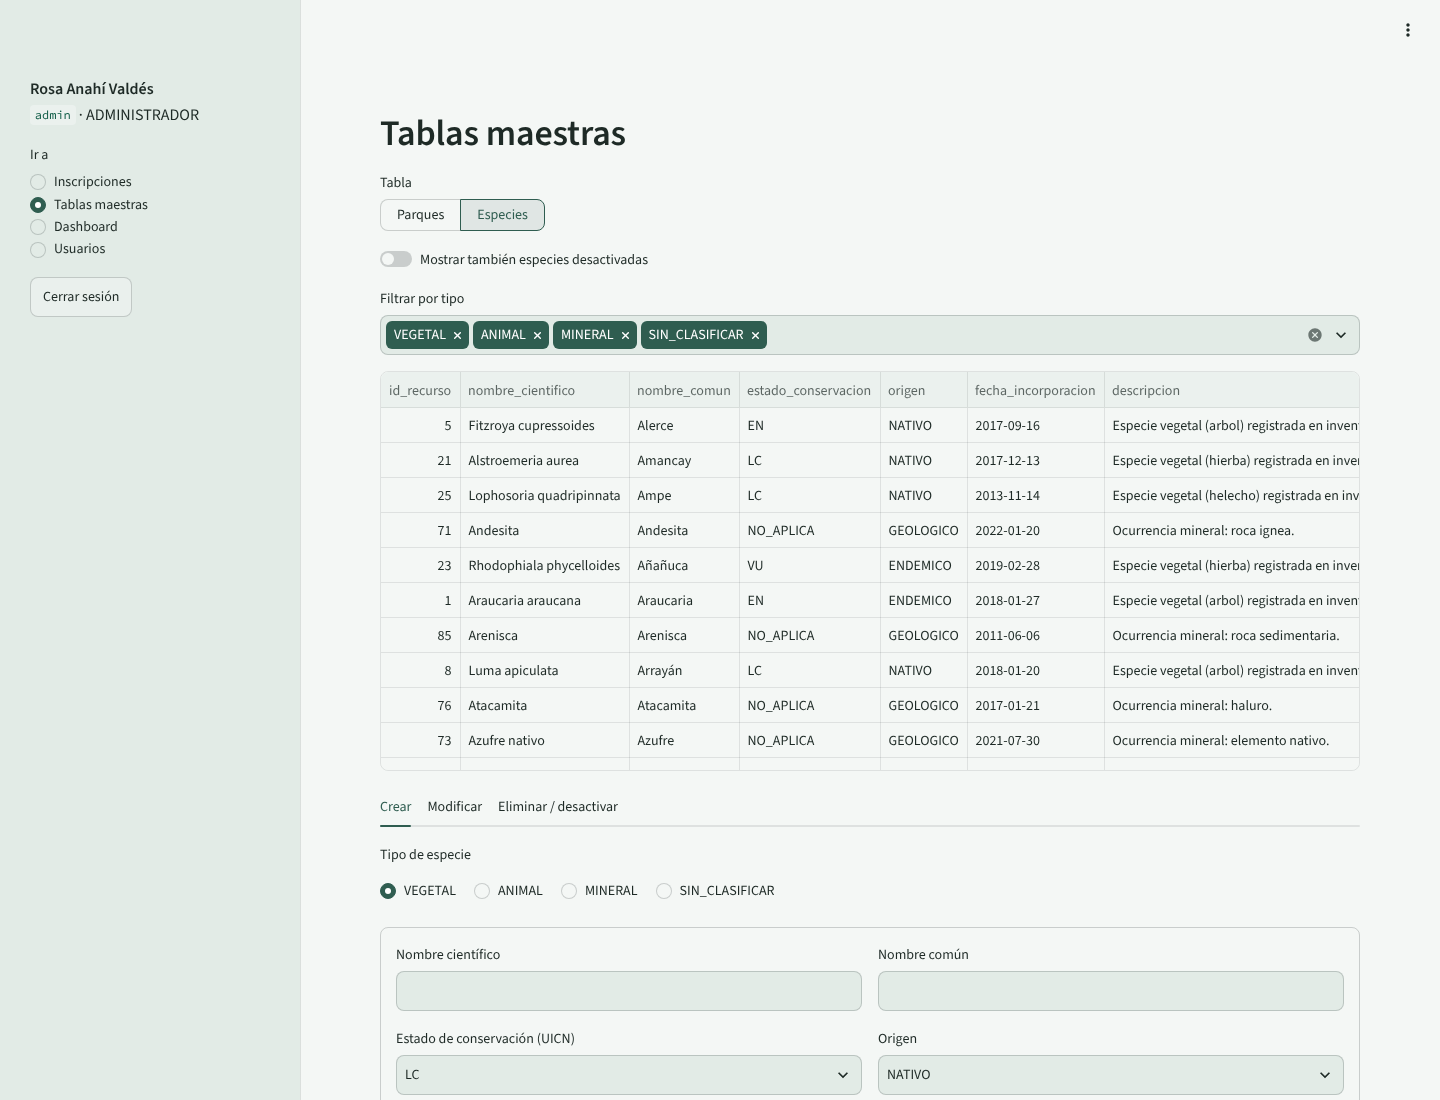 Rosa Anahí Valdés
admin · ADMINISTRADOR
Ir a
Inscripciones
Tablas maestras
Dashboard
Usuarios
Cerrar sesión
Tablas maestras
Tabla
Parques Especies
Mostrar también especies desactivadas
Filtrar por tipo
VEGETAL ANIMAL MINERAL SIN_CLASIFICAR
id_recurso nombre_cientifico nombre_comun estado_conservacion origen fecha_incorporacion descripcion
5 Fitzroya cupressoides Alerce EN NATIVO 2017-09-16 Especie vegetal (arbol) registrada en inven
21 Alstroemeria aurea Amancay LC NATIVO 2017-12-13 Especie vegetal (hierba) registrada en inve
25 Lophosoria quadripinnata Ampe LC NATIVO 2013-11-14 Especie vegetal (helecho) registrada en inv
71 Andesita Andesita NO_APLICA GEOLOGICO 2022-01-20 Ocurrencia mineral: roca ignea.
23 Rhodophiala phycelloides Añañuca VU ENDEMICO 2019-02-28 Especie vegetal (hierba) registrada en inve
1 Araucaria araucana Araucaria EN ENDEMICO 2018-01-27 Especie vegetal (arbol) registrada en inven
85 Arenisca Arenisca NO_APLICA GEOLOGICO 2011-06-06 Ocurrencia mineral: roca sedimentaria.
8 Luma apiculata Arrayán LC NATIVO 2018-01-20 Especie vegetal (arbol) registrada en inven
76 Atacamita Atacamita NO_APLICA GEOLOGICO 2017-01-21 Ocurrencia mineral: haluro.
73 Azufre nativo Azufre NO_APLICA GEOLOGICO 2021-07-30 Ocurrencia mineral: elemento nativo.
Crear Modificar Eliminar / desactivar
Tipo de especie
VEGETAL ANIMAL MINERAL SIN_CLASIFICAR
Nombre científico Nombre común
Estado de conservación (UICN) Origen
LC NATIVO